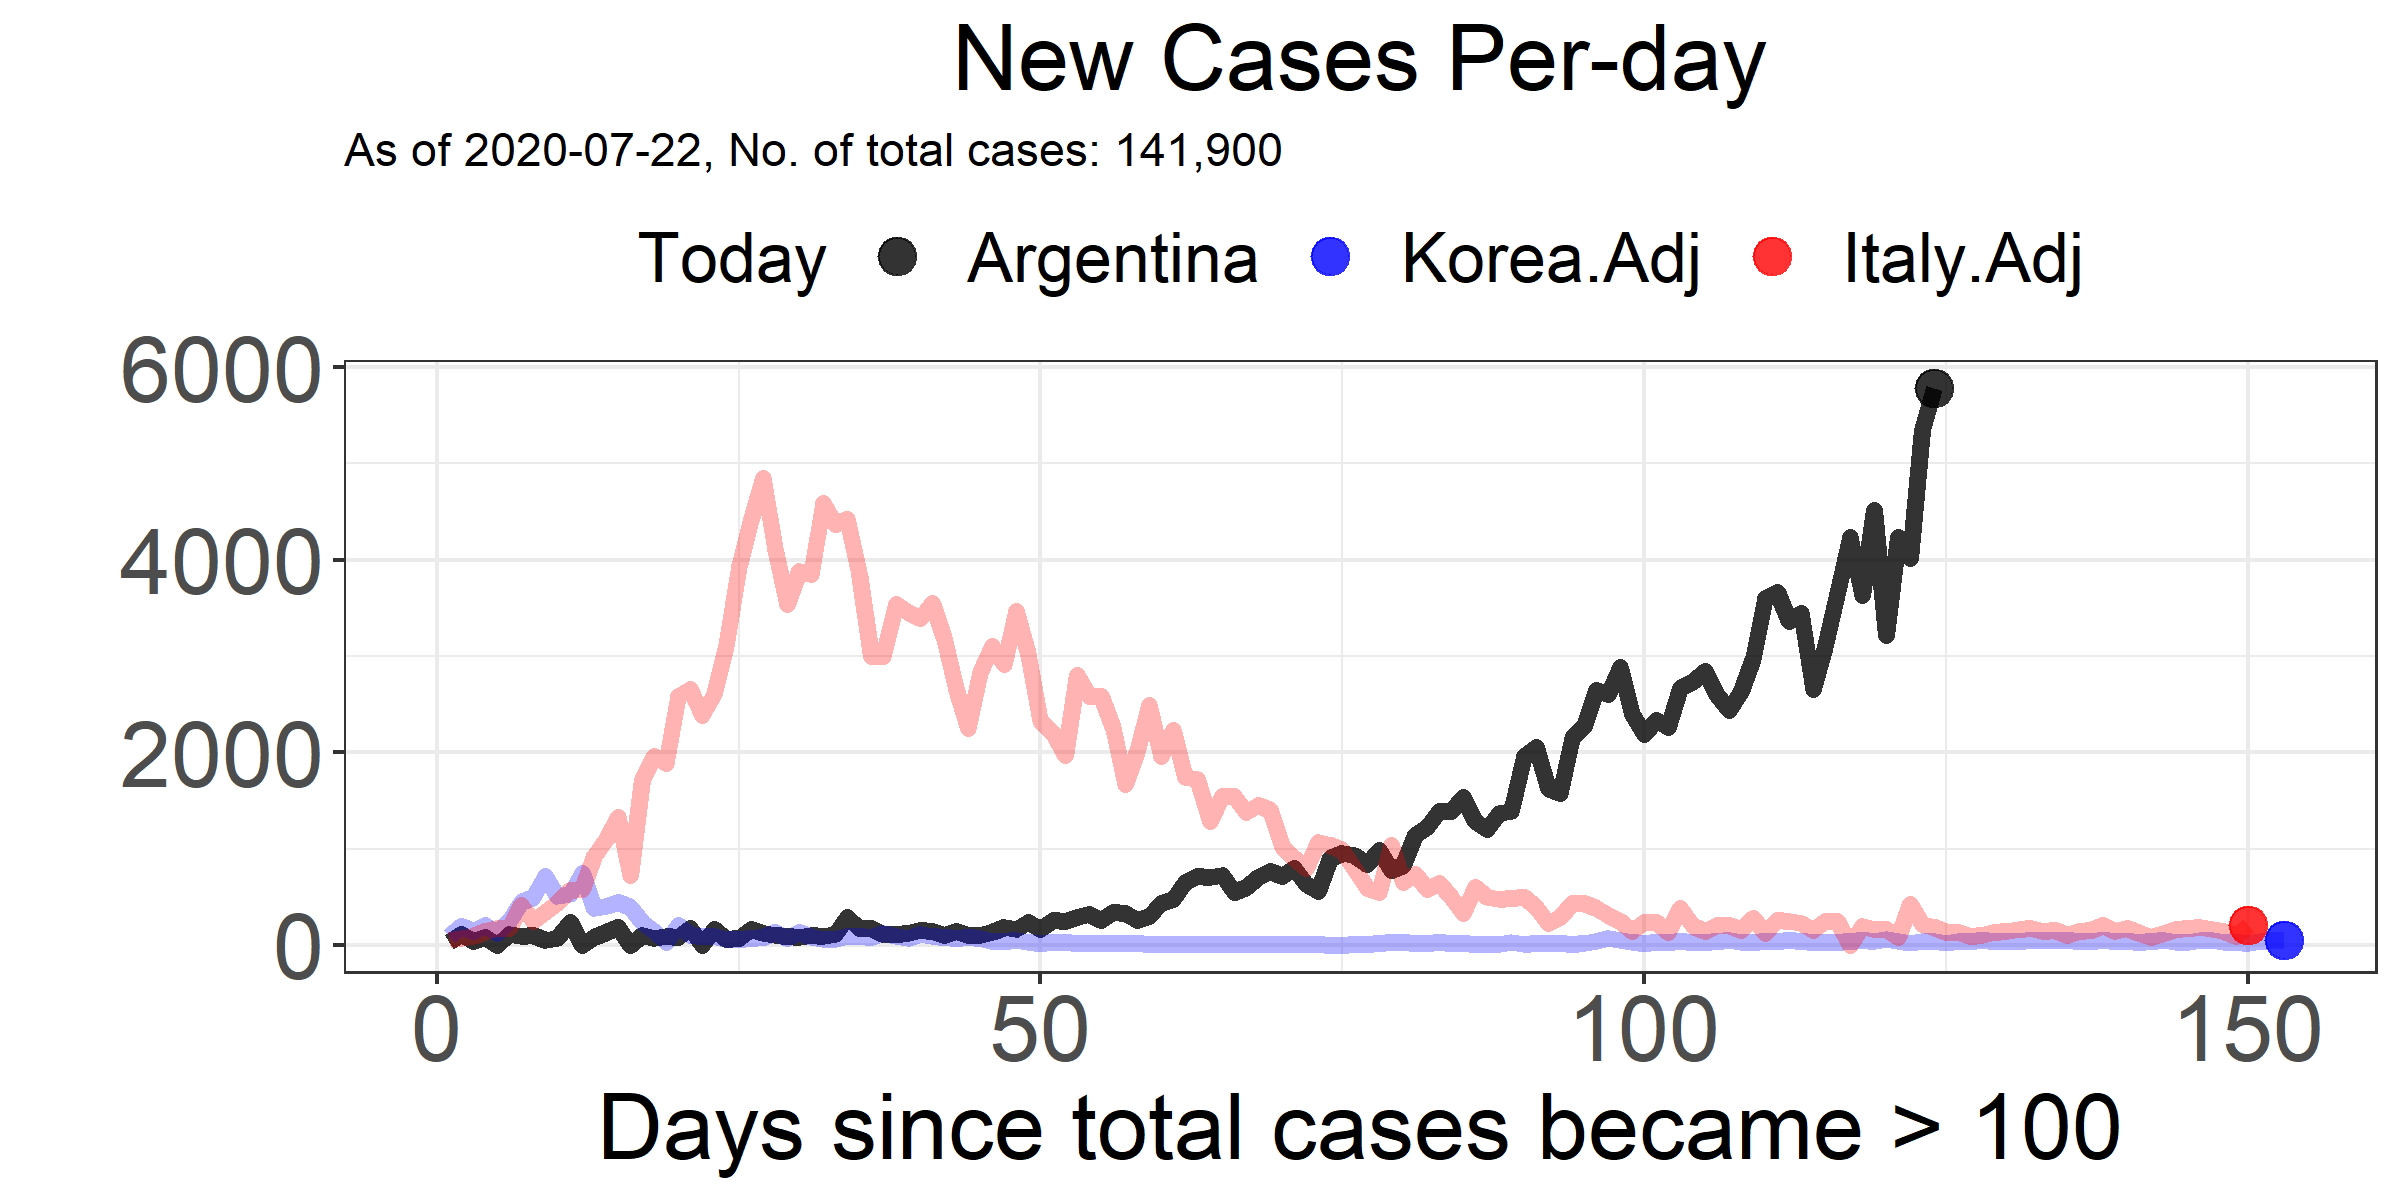 New Cases Per-day
As of 2020-07-22, No. of total cases: 141,900
Today Argentina Korea.Adj Italy.Adj
6000
4000
2000
0
0 50 100 150
Days since total cases became > 100